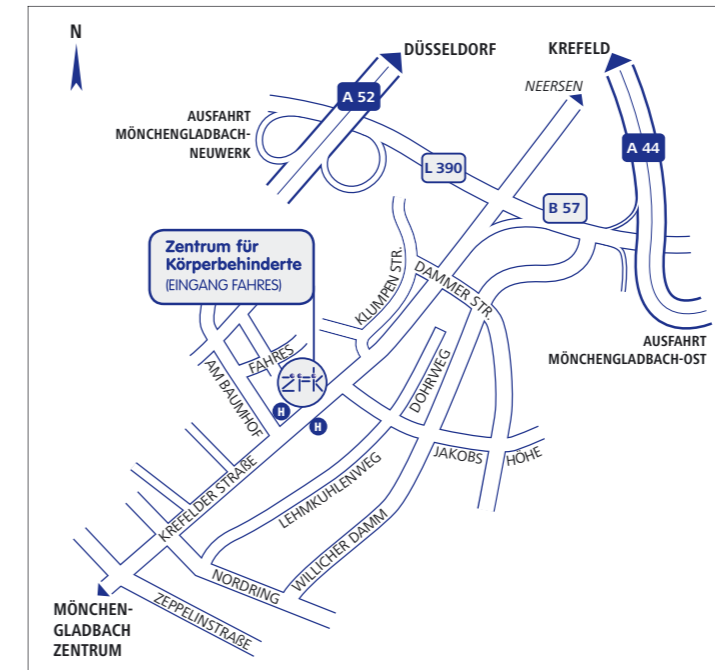 N
DÜSSELDORF
KREFELD
NEERSEN
A 52
AUSFAHRT
MÖNCHENGLADBACH-
NEUWERK
A 44
L 390
B 57
Zentrum für
Körperbehinderte
(EINGANG FAHRES)
KLUMPEN STR.
DAMMER STR.
AUSFAHRT
MÖNCHENGLADBACH-OST
FAHRES
AM BAUMHOF
zfk
H
H
DOHRWEG
JAKOBS
HÖHE
KREFELDER STRAßE
LEHMKUHLENWEG
WILLICHER DAMM
NORDRING
ZEPPELINSTRAßE
MÖNCHEN-
GLADBACH
ZENTRUM